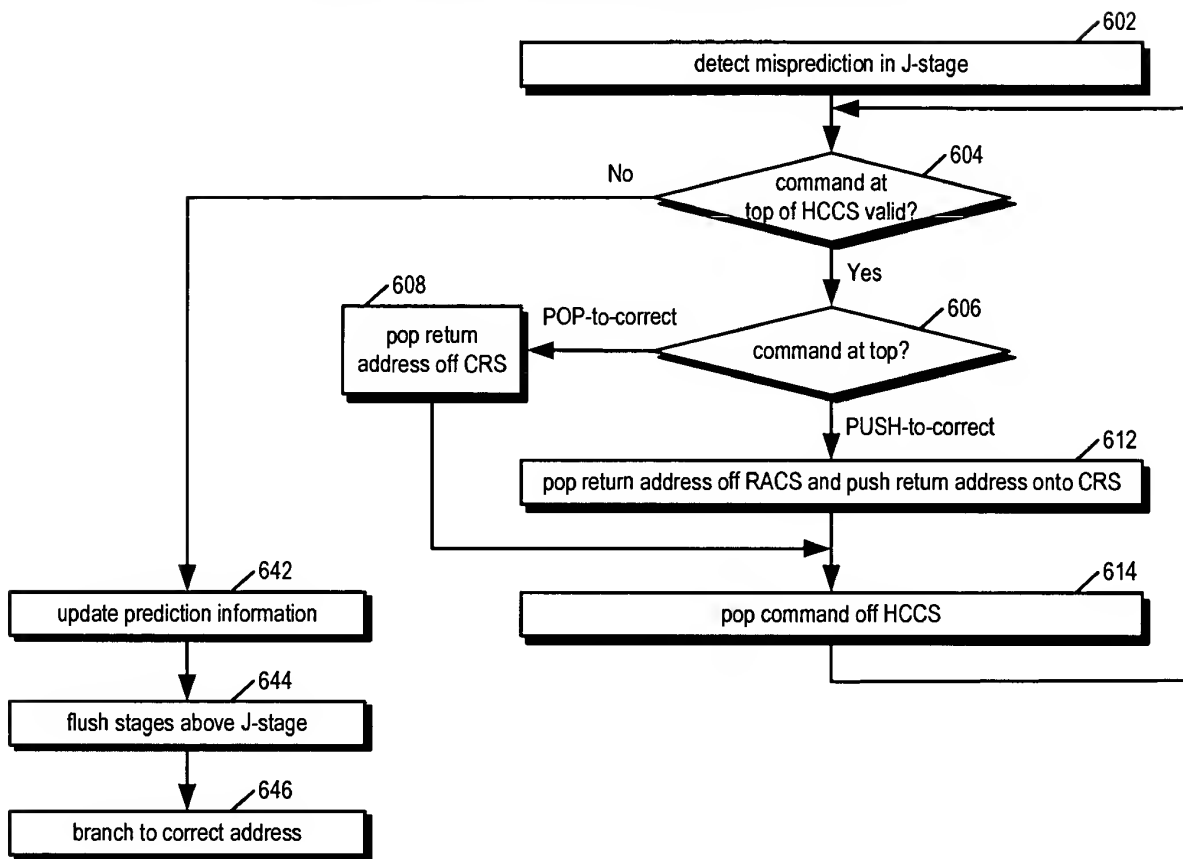 602
detect misprediction in J-stage
604
No
command at
top of HCCS valid?
Yes
608
606
POP-to-correct
pop return
address off CRS
command at top?
PUSH-to-correct
612
pop return address off RACS and push return address onto CRS
642
614
update prediction information
pop command off HCCS
644
flush stages above J-stage
646
branch to correct address